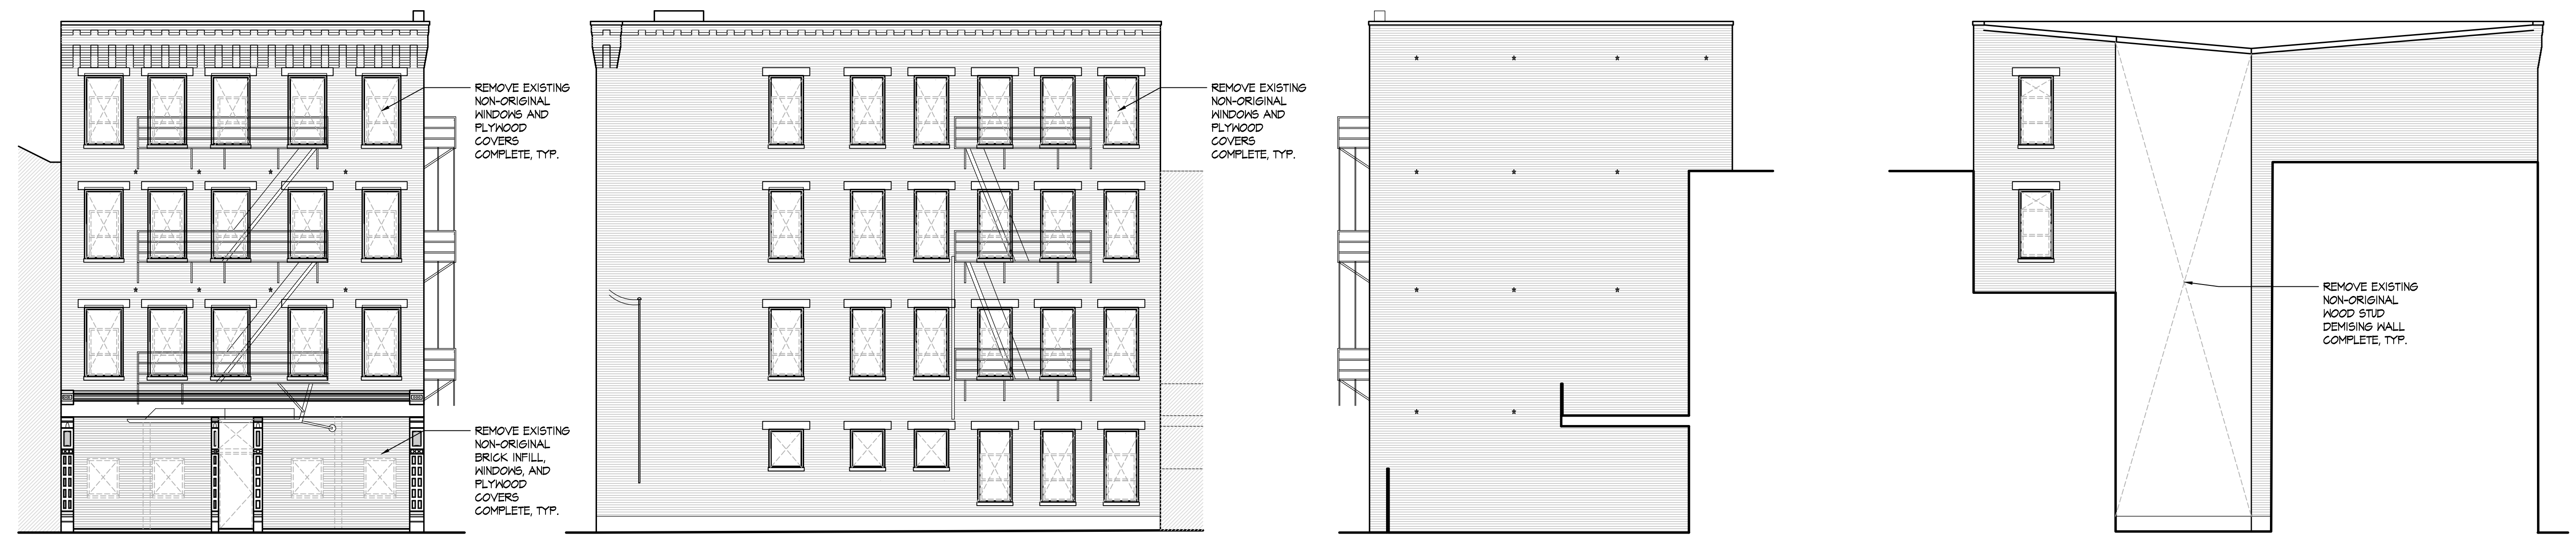 REMOVE EXISTING
NON-ORIGINAL
WINDOWS AND
PLYWOOD
COVERS
COMPLETE, TYP.
REMOVE EXISTING
NON-ORIGINAL
BRICK INFILL,
WINDOWS, AND
PLYWOOD
COVERS
COMPLETE, TYP.
REMOVE EXISTING
NON-ORIGINAL
WINDOWS AND
PLYWOOD
COVERS
COMPLETE, TYP.
REMOVE EXISTING
NON-ORIGINAL
WOOD STUD
DEMISING WALL
COMPLETE, TYP.